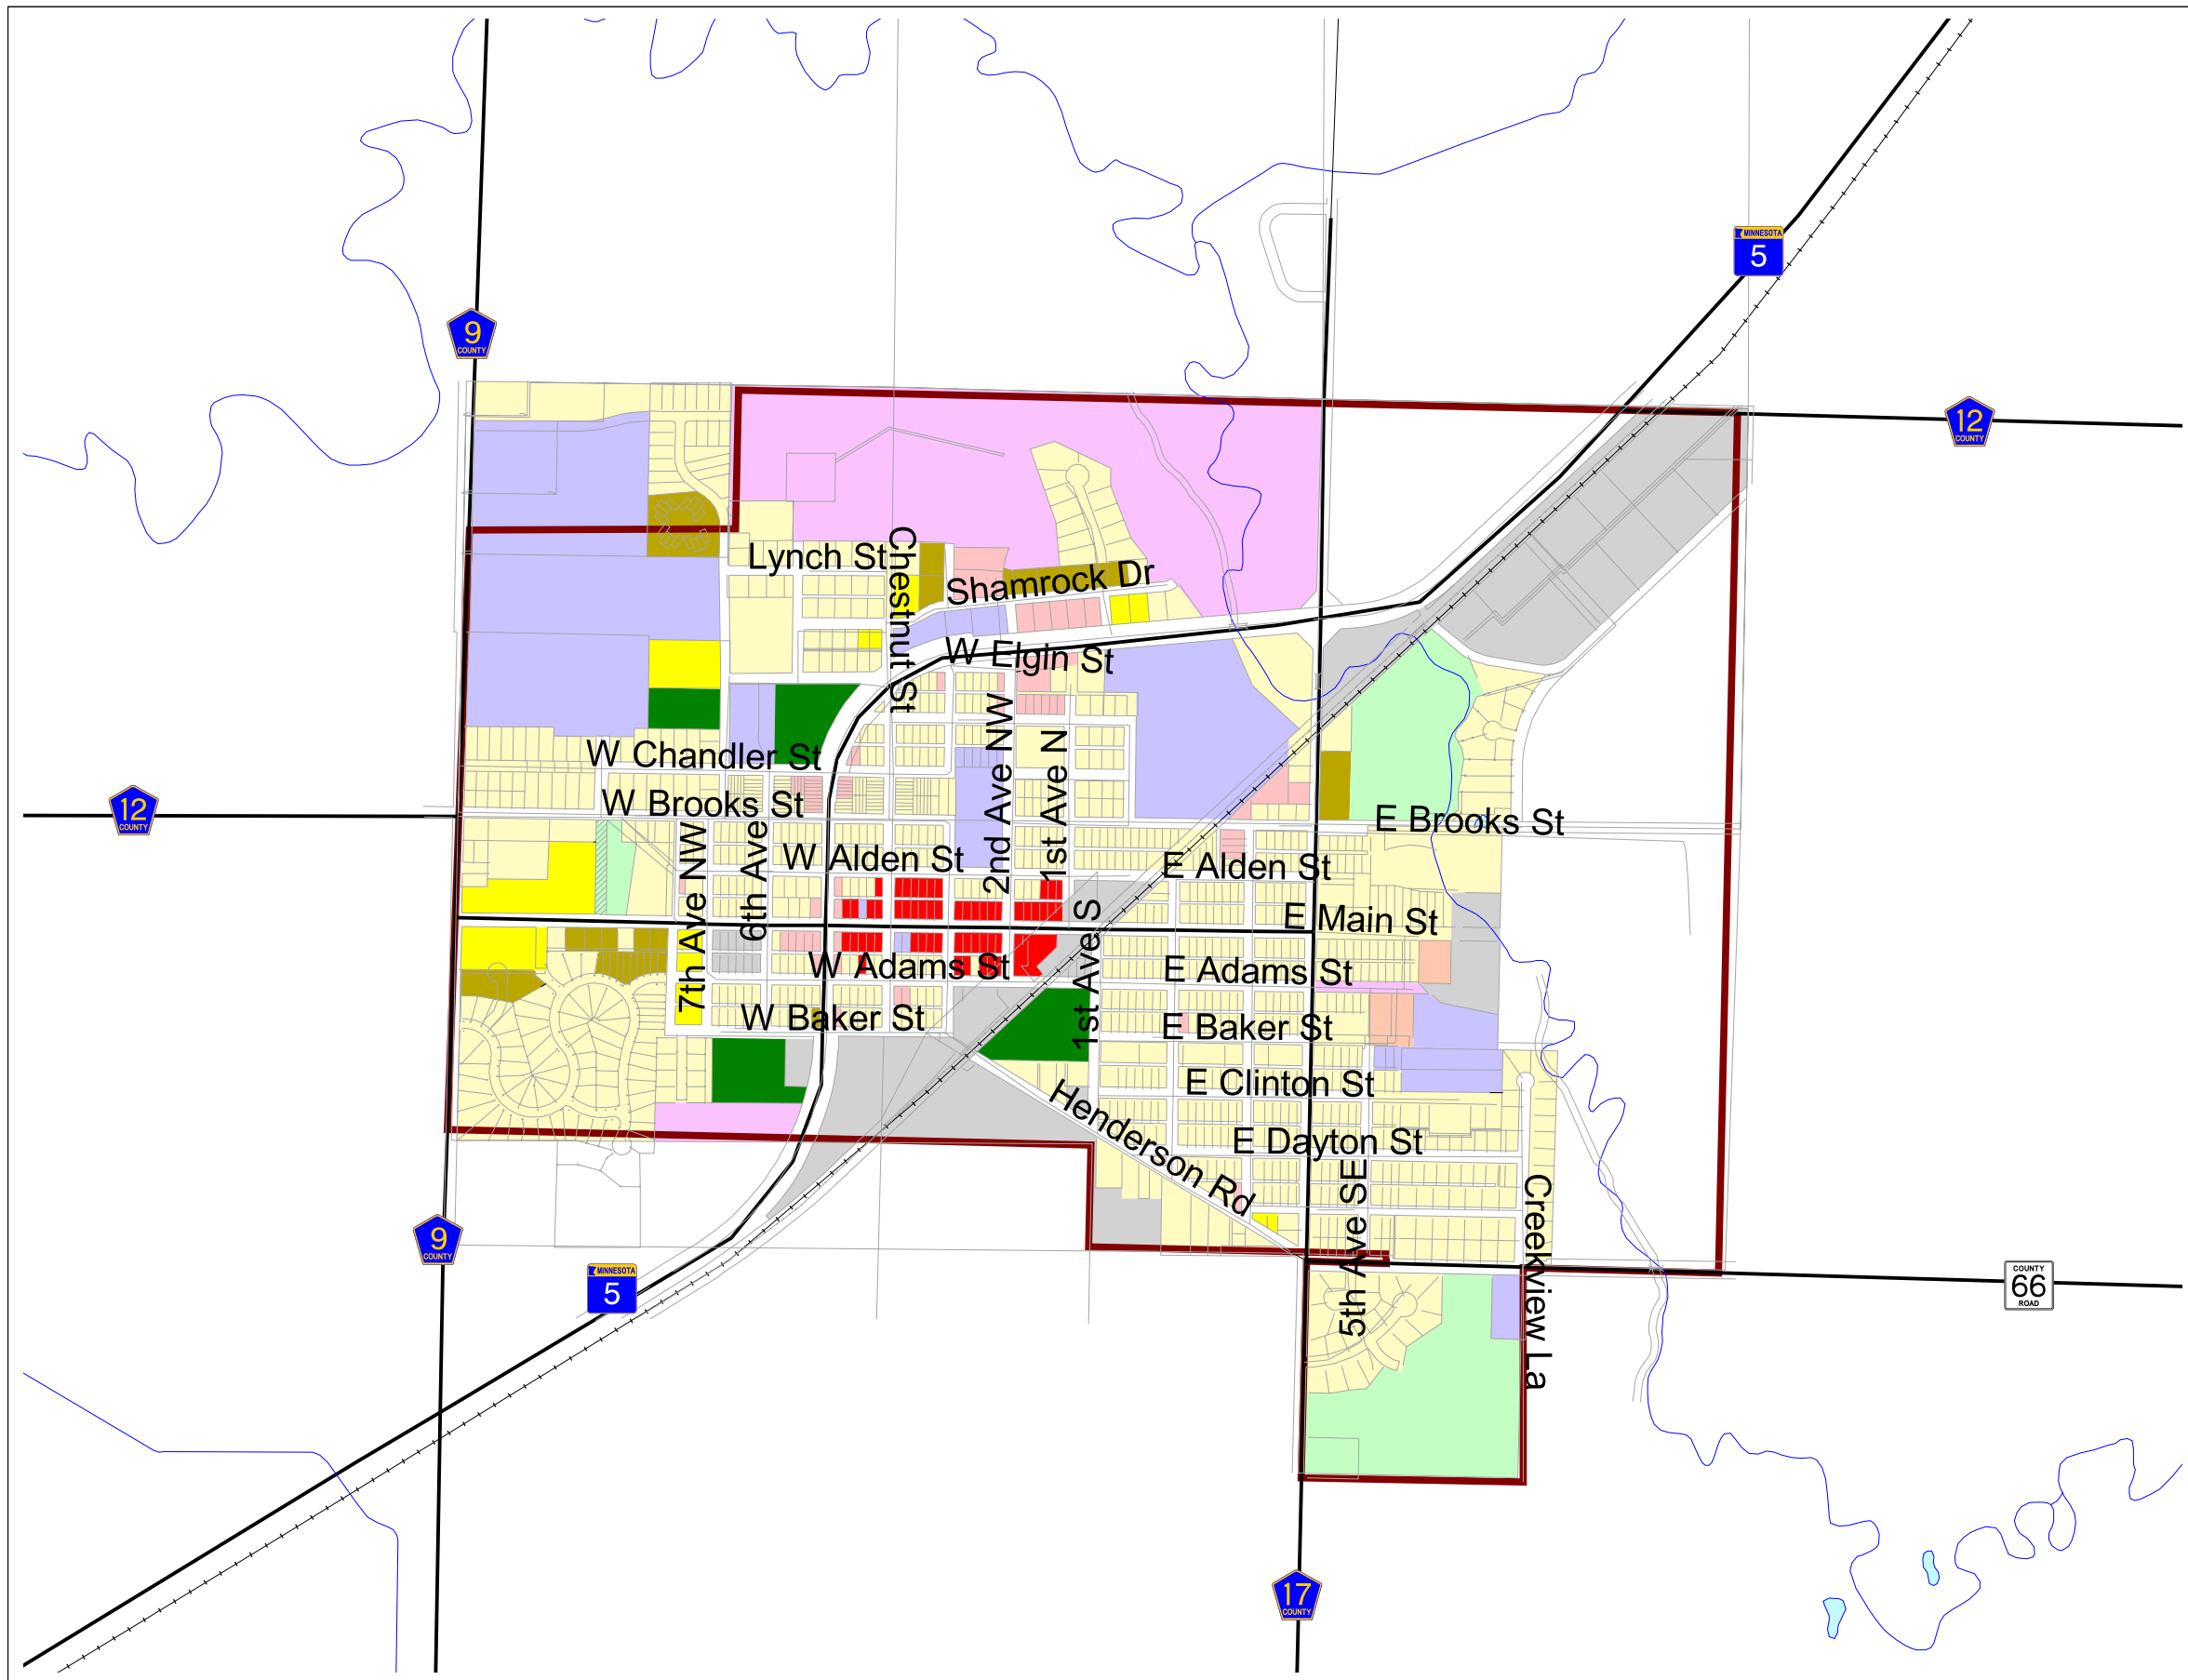 MINNESOTA
5
9
COUNTY
12
COUNTY
Lynch St
Chestnut St
Shamrock Dr
W Elgin St
2nd Ave NW
1st Ave N
W Chandler St
W Brooks St
12
COUNTY
E Brooks St
7th Ave NW
6th Ave
W Alden St
E Alden St
1st Ave S
E Main St
W Adams St
E Adams St
W Baker St
E Baker St
E Clinton St
Henderson Rd
E Dayton St
5th Ave SE
Creekview La
9
COUNTY
MINNESOTA
5
COUNTY
66
ROAD
17
COUNTY